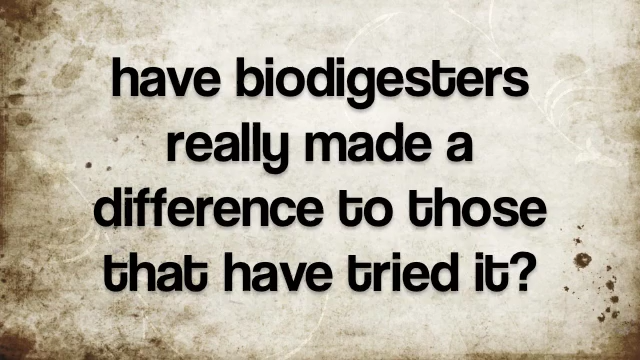 have biodigesters
really made a
difference to those
that have tried it?